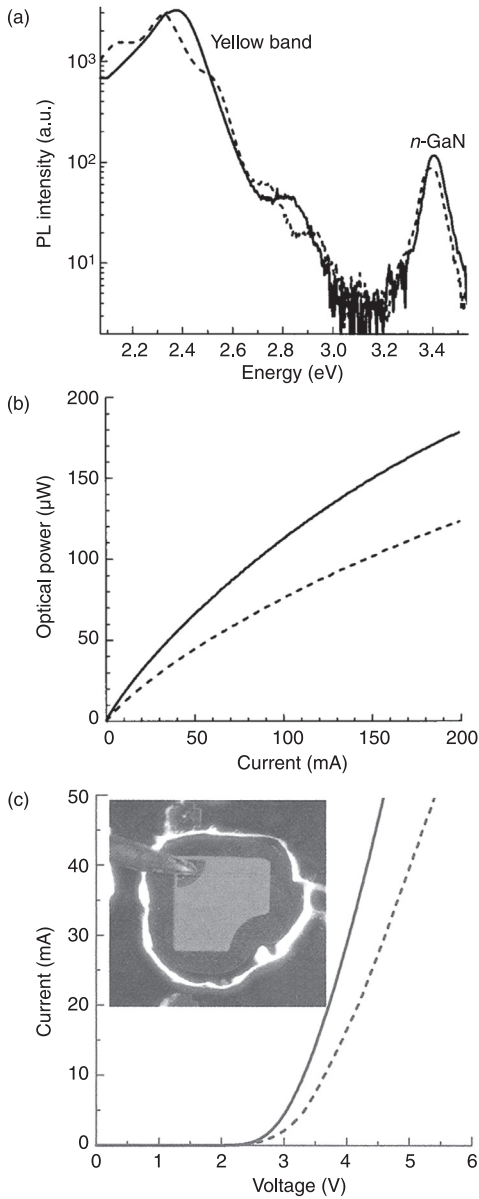 (a)
10³
10²
10¹
PL intensity (a.u.)
Yellow band
n-GaN
2.2 2.4 2.6 2.8 3.0 3.2 3.4
Energy (eV)
(b)
200
150
100
50
0
Optical power (µW)
0 50 100 150 200
Current (mA)
(c)
50
40
30
20
10
0
Current (mA)
0 1 2 3 4 5 6
Voltage (V)